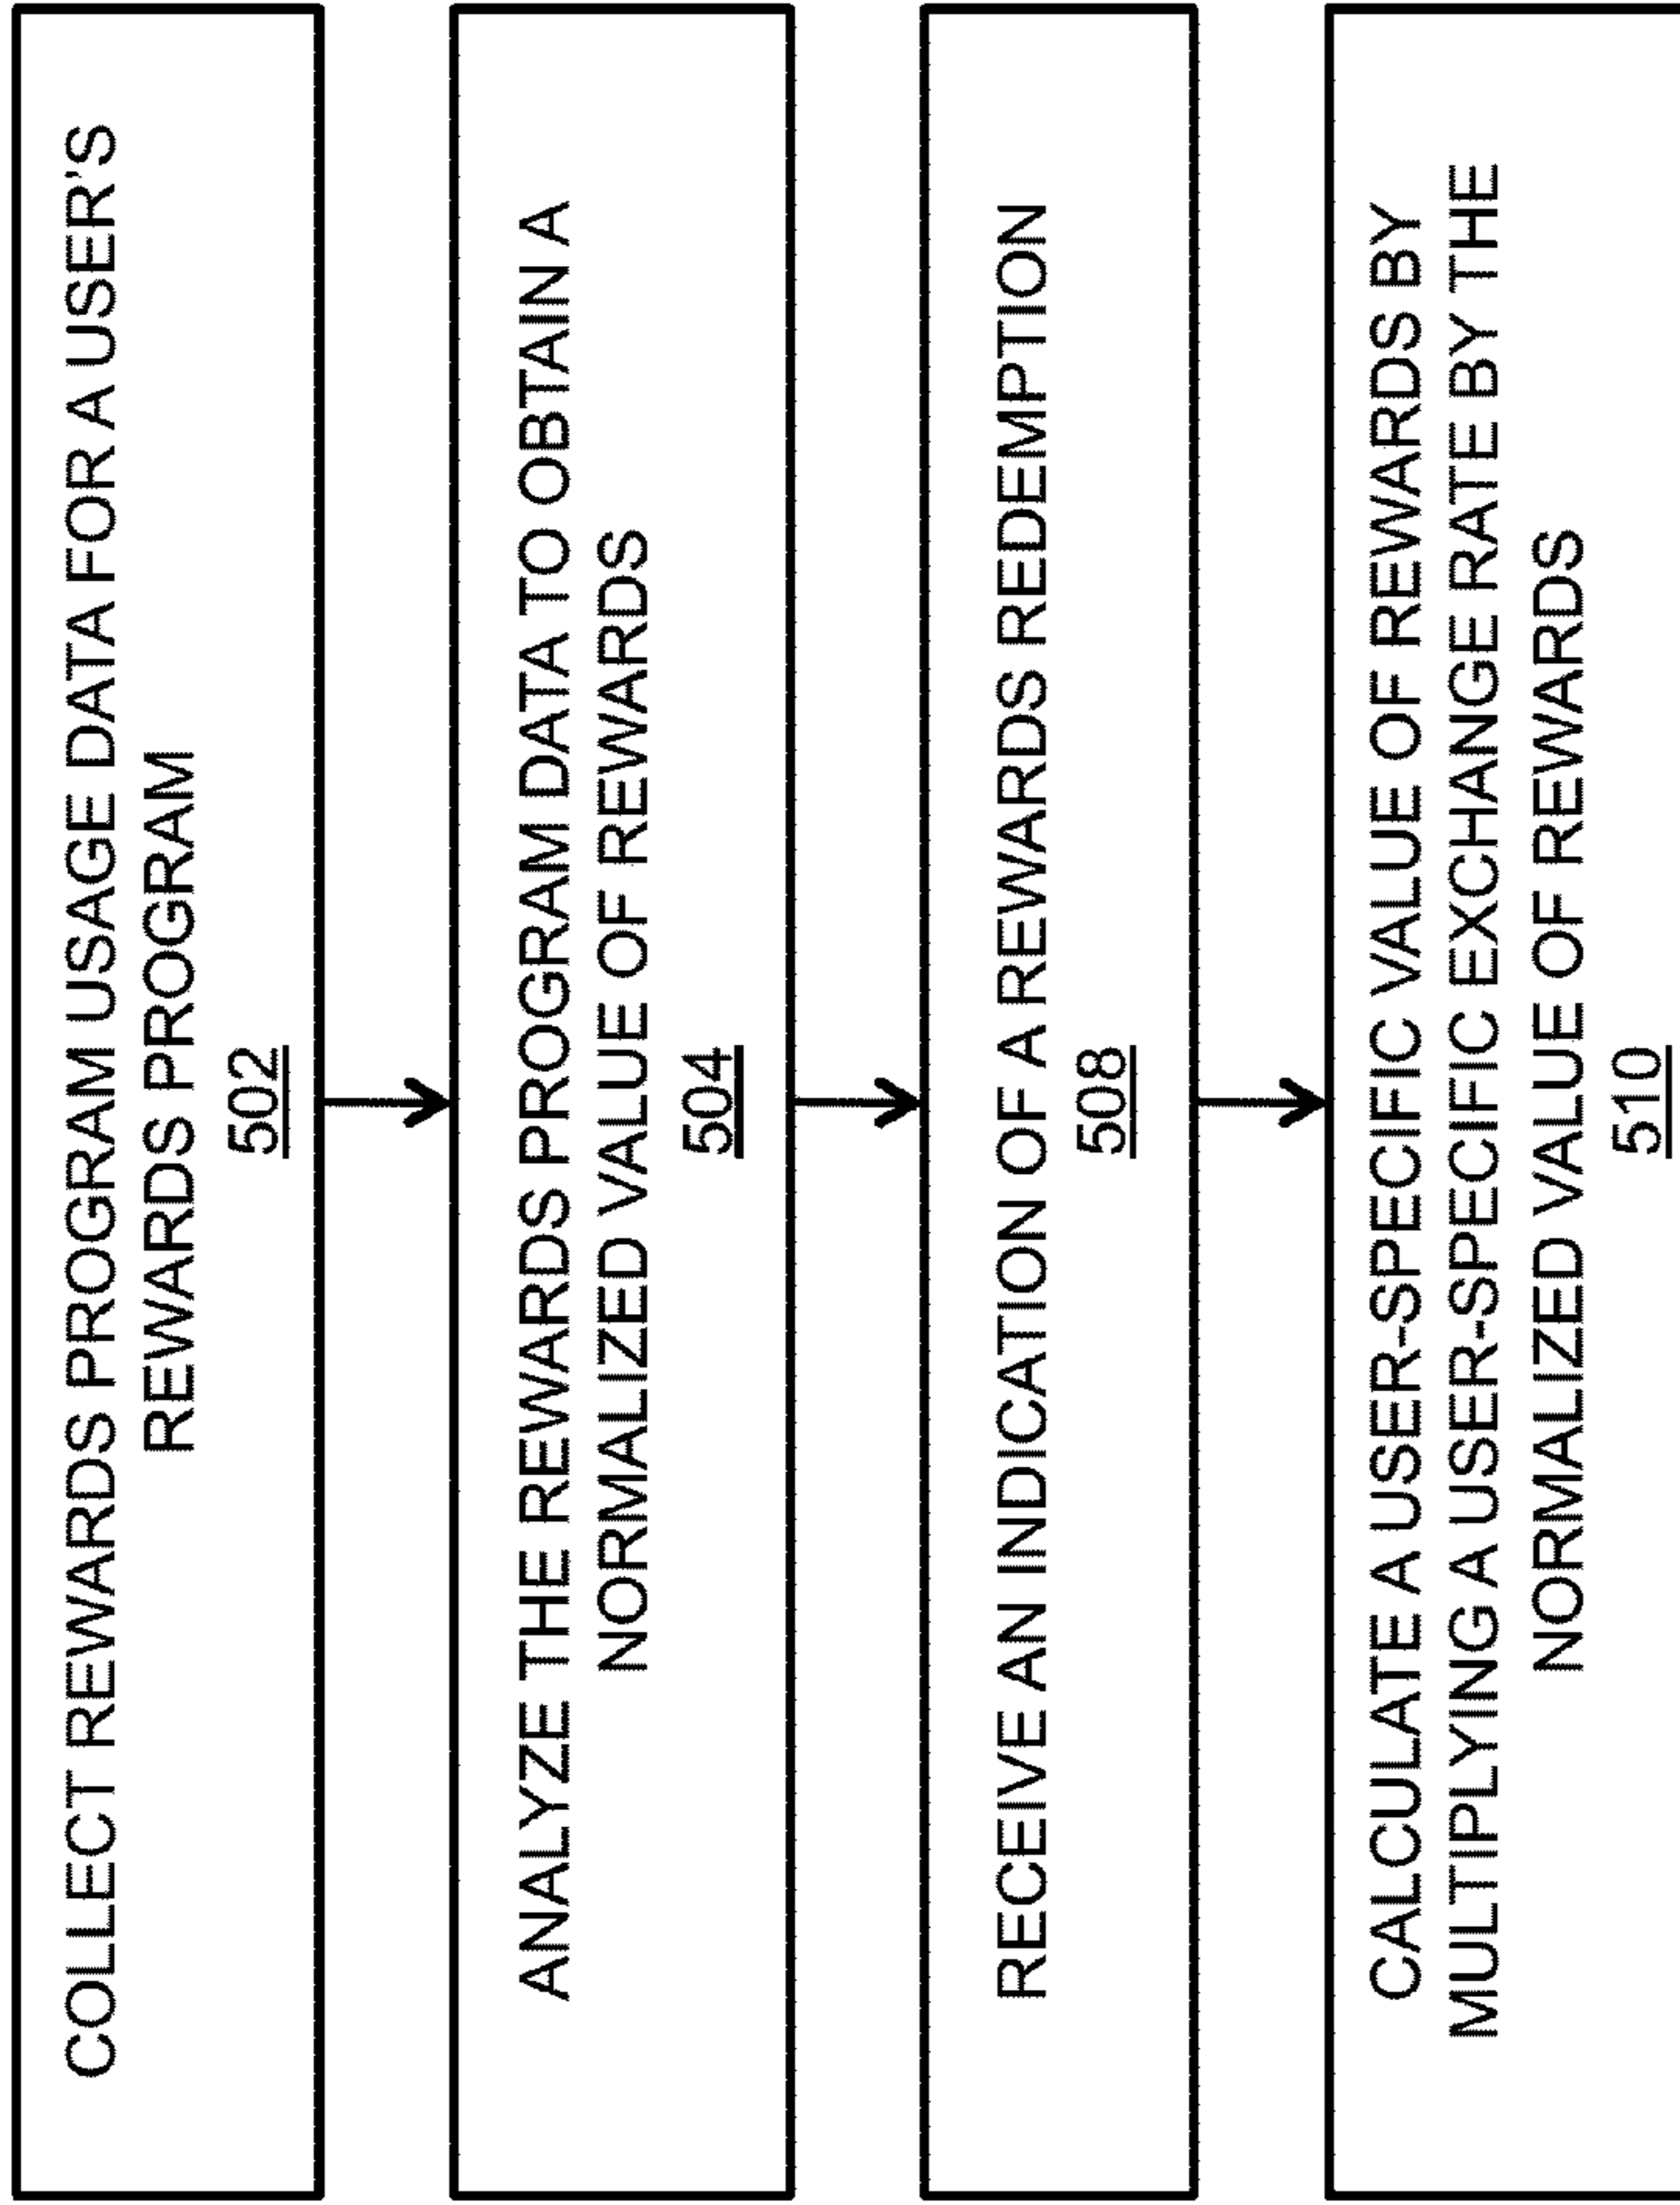 COLLECT REWARDS PROGRAM USAGE DATA FOR A USER'S
REWARDS PROGRAM
502
ANALYZE THE REWARDS PROGRAM DATA TO OBTAIN A
NORMALIZED VALUE OF REWARDS
504
RECEIVE AN INDICATION OF A REWARDS REDEMPTION
508
CALCULATE A USER-SPECIFIC VALUE OF REWARDS BY
MULTIPLYING A USER-SPECIFIC EXCHANGE RATE BY THE
NORMALIZED VALUE OF REWARDS
510